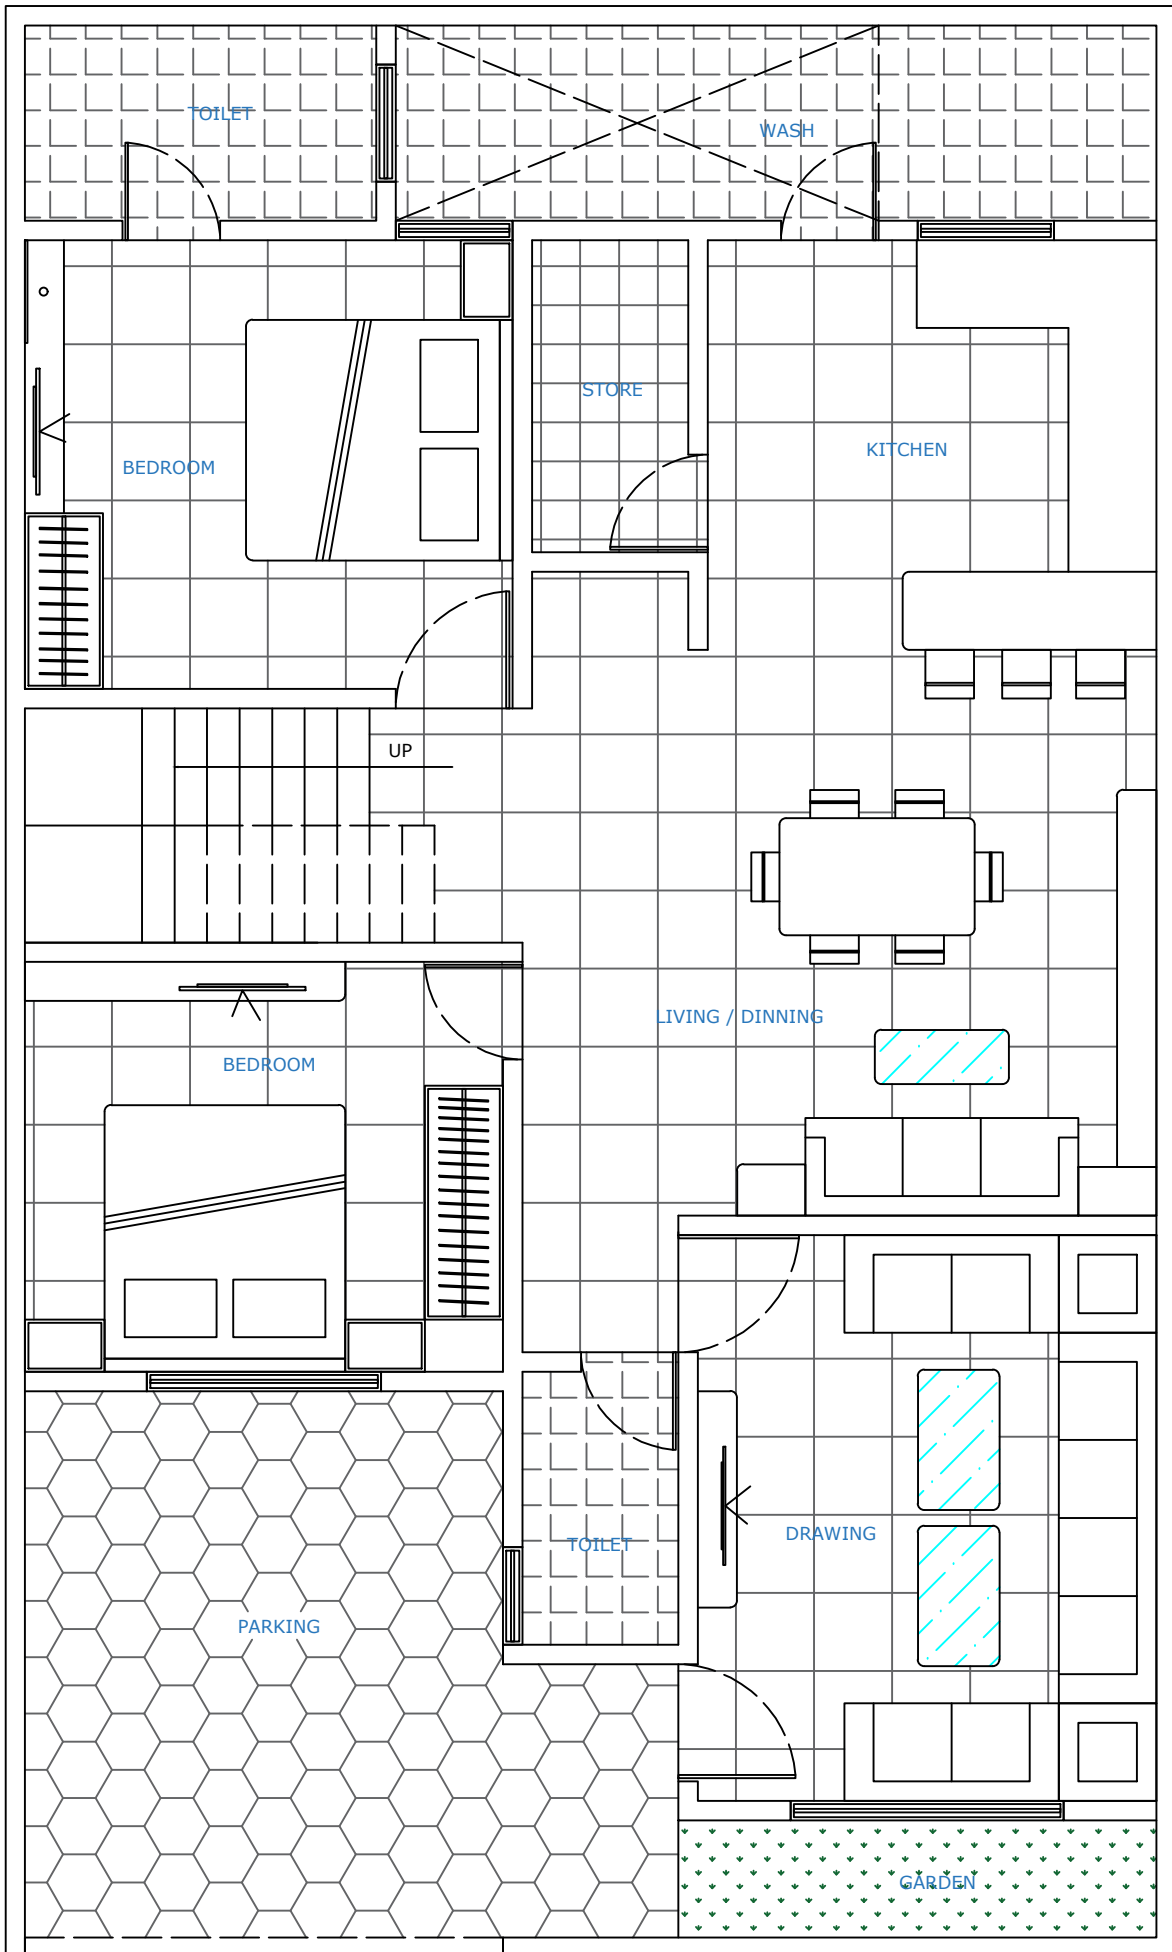 TOILET
WASH
STORE
KITCHEN
BEDROOM
UP
LIVING / DINNING
BEDROOM
DRAWING
TOILET
PARKING
GARDEN